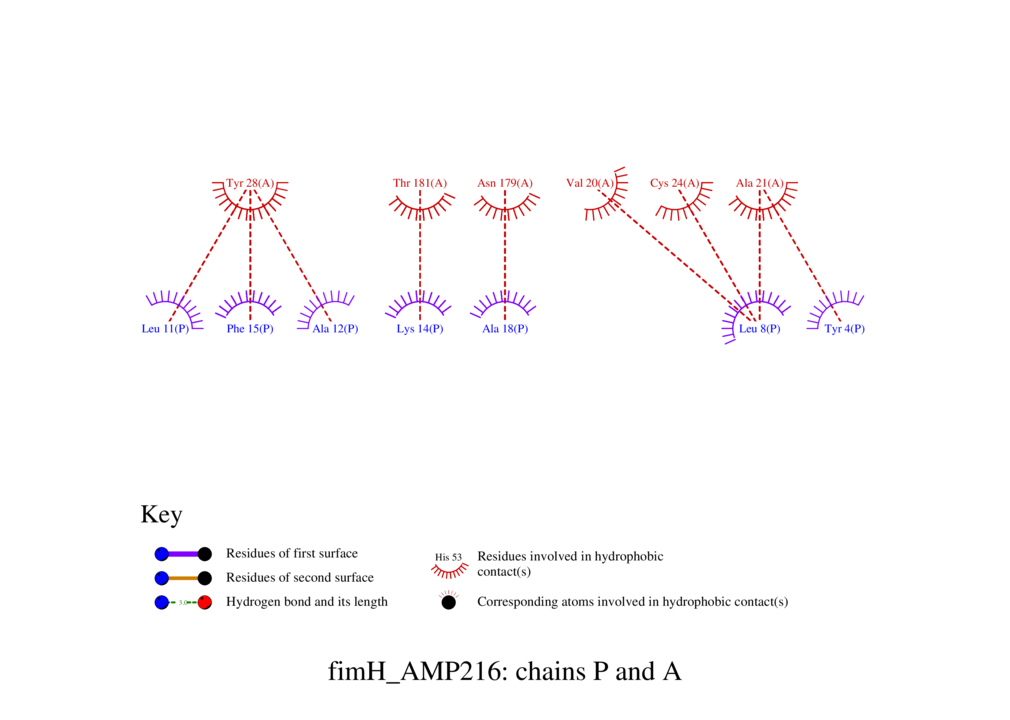 Tyr 28(A) Thr 181(A) Asn 179(A) Val 20(A) Cys 24(A) Ala 21(A)
Leu 11(P) Phe 15(P) Ala 12(P) Lys 14(P) Ala 18(P) Leu 8(P) Tyr 4(P)
Key
Residues of first surface
Residues of second surface
3.0
Hydrogen bond and its length
His 53
Residues involved in hydrophobic
contact(s)
Corresponding atoms involved in hydrophobic contact(s)
fimH_AMP216: chains P and A